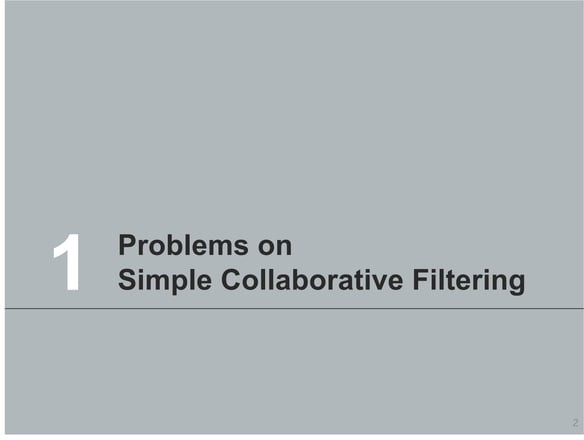 1
Problems on
Simple Collaborative Filtering
2